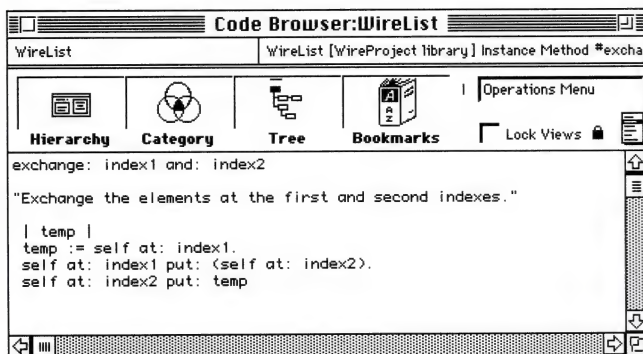 Code Browser:WireList
WireList
WireList [WireProject library] Instance Method #excha
Operations Menu
Hierarchy Category Tree Bookmarks
Lock Views
exchange: index1 and: index2
"Exchange the elements at the first and second indexes."
| temp |
temp := self at: index1.
self at: index1 put: (self at: index2).
self at: index2 put: temp